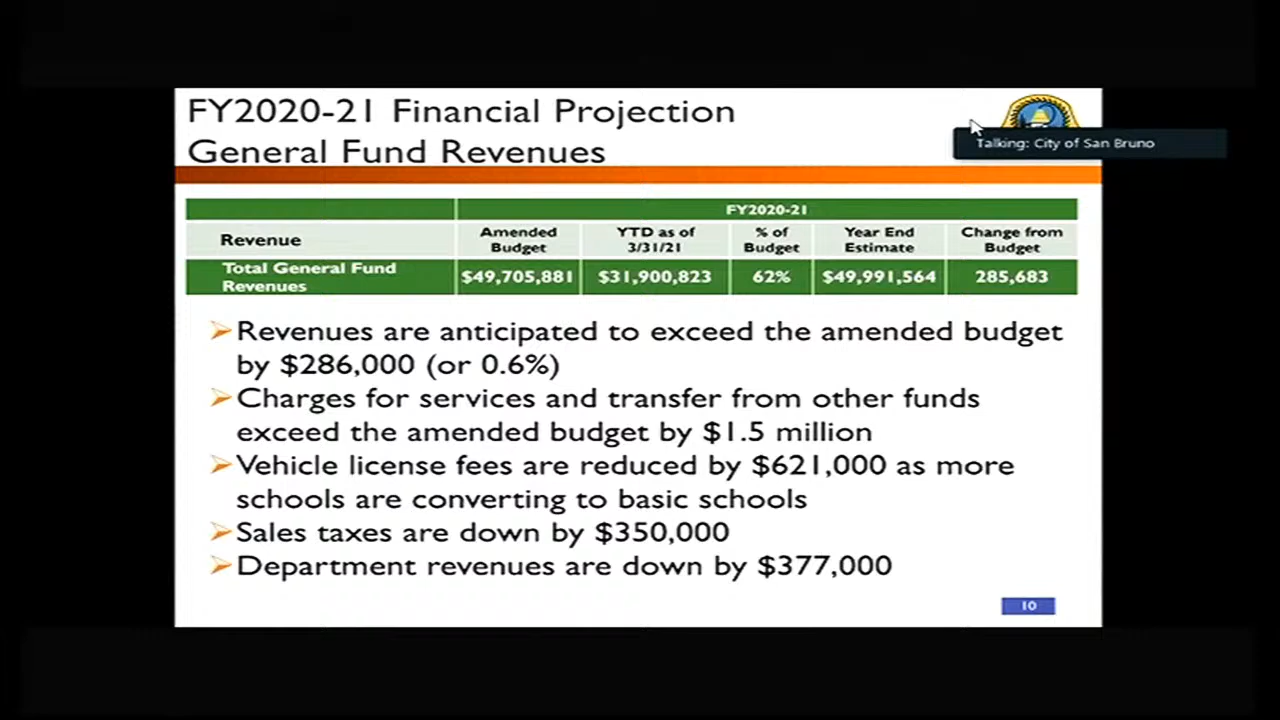 FY2020-21 Financial Projection
General Fund Revenues
Talking: City of San Bruno
FY2020-21
Revenue Amended Budget YTD as of 3/31/21 % of Budget Year End Estimate Change from Budget
Total General Fund Revenues $49,705,881 $31,900,823 62% $49,991,564 285,683
Revenues are anticipated to exceed the amended budget
by $286,000 (or 0.6%)
Charges for services and transfer from other funds
exceed the amended budget by $1.5 million
Vehicle license fees are reduced by $621,000 as more
schools are converting to basic schools
Sales taxes are down by $350,000
Department revenues are down by $377,000
10